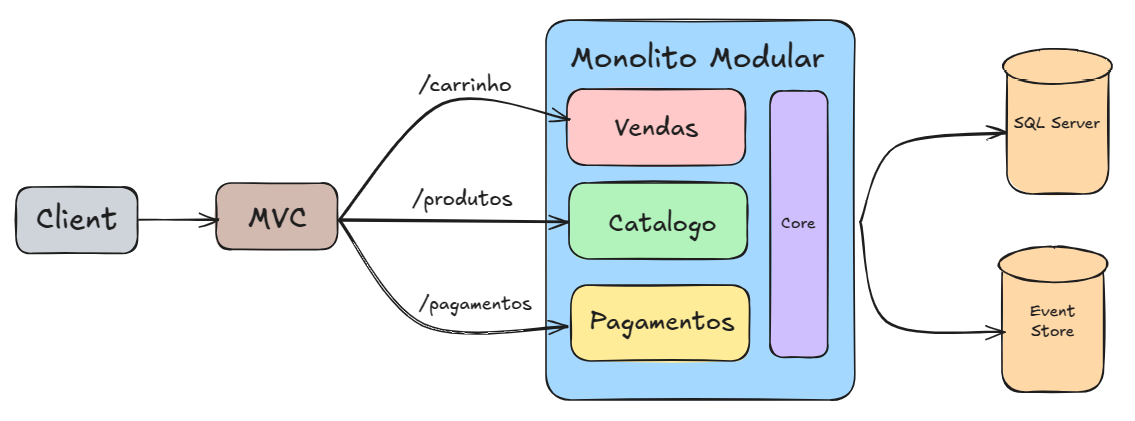 Monolito Modular
/carrinho
Vendas
SQL Server
/produtos
Client
MVC
Catalogo
Core
/pagamentos
Pagamentos
Event
Store